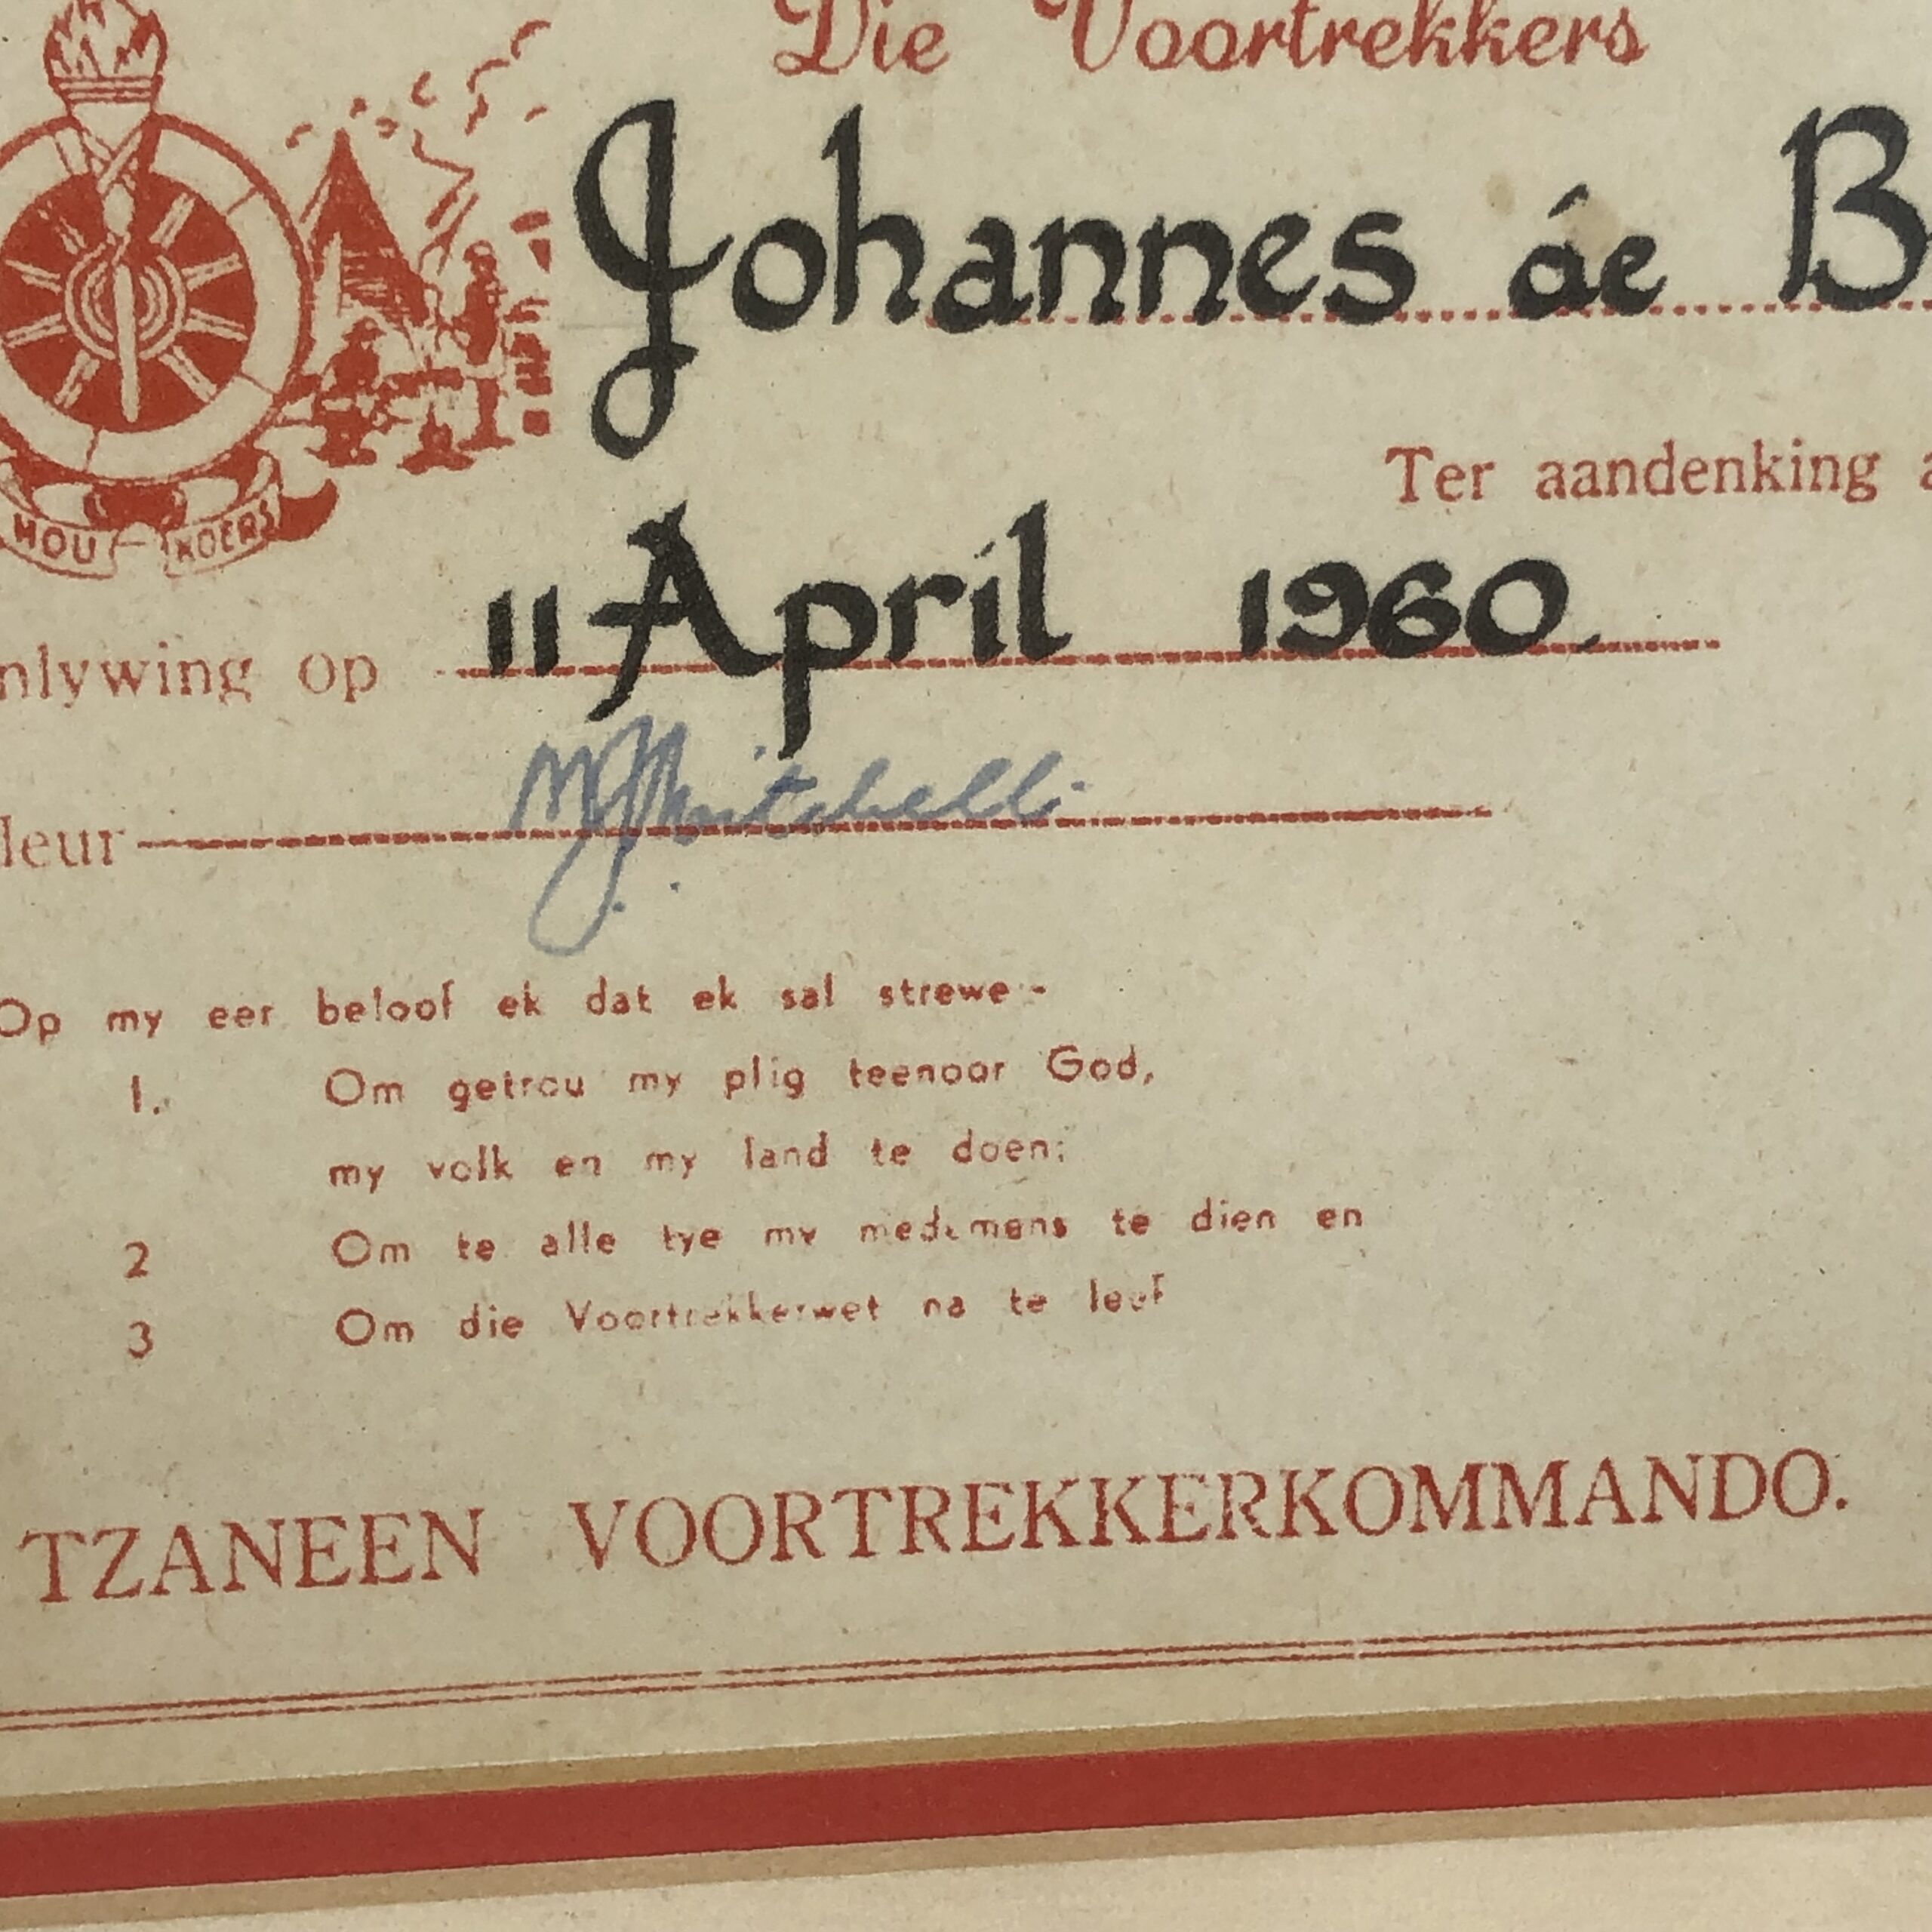 Die Voortrekkers
Johannes de B
Ter aandenking a
HOU KOERS
nlywing op 11 April 1960.
leur M J Mitchell
Op my eer beloof ek dat ek sal strewe -
1. Om getrou my plig teenoor God,
my volk en my land te doen;
2 Om te alle tye my medemens te dien en
3 Om die Voortrekkerwet na te leef
TZANEEN VOORTREKKERKOMMANDO.